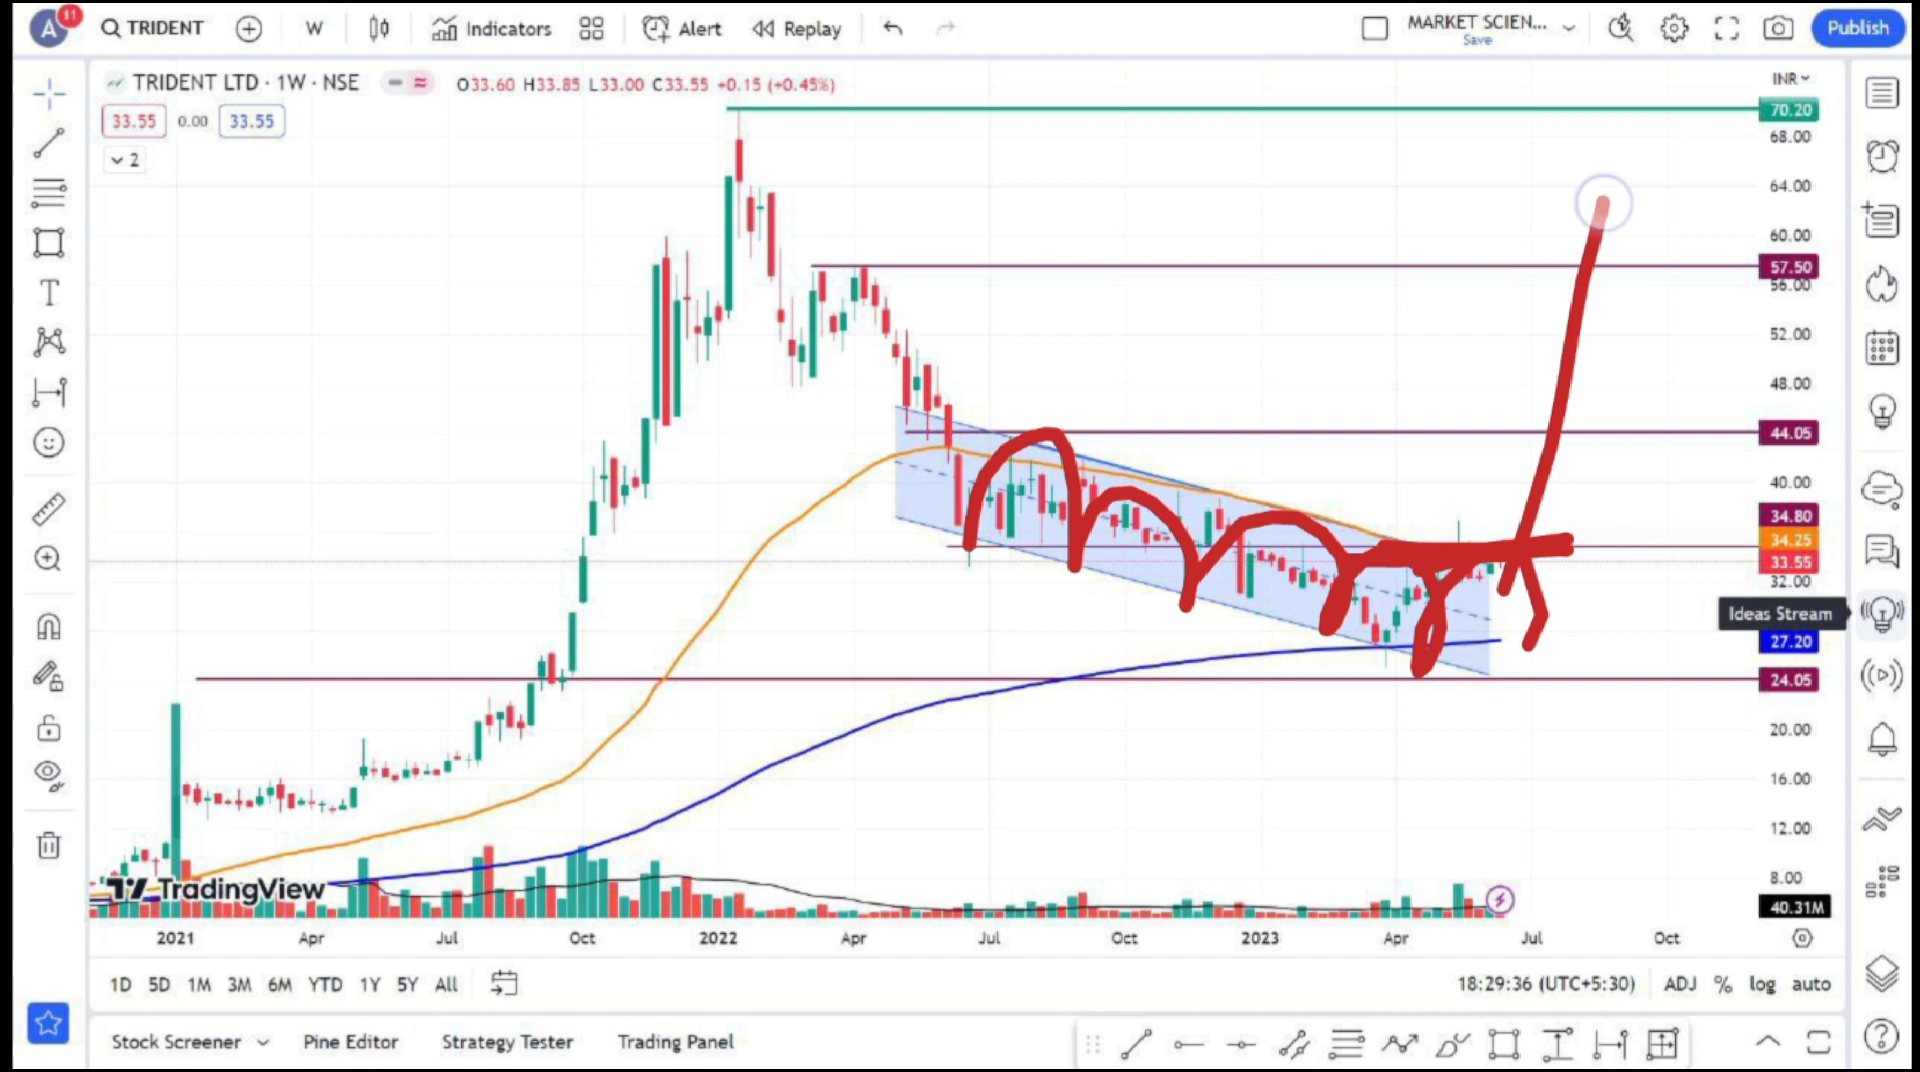 A 11 TRIDENT W Indicators Alert Replay MARKET SCIEN... Save Publish
TRIDENT LTD · 1W · NSE O33.60 H33.85 L33.00 C33.55 +0.15 (+0.45%) INR
33.55 0.00 33.55
2
70.20
68.00
64.00
60.00
57.50
56.00
52.00
48.00
44.05
40.00
34.80
34.25
33.55
32.00
Ideas Stream
27.20
24.05
20.00
16.00
12.00
8.00
TradingView
40.31M
2021 Apr Jul Oct 2022 Apr Jul Oct 2023 Apr Jul Oct
1D 5D 1M 3M 6M YTD 1Y 5Y All 18:29:36 (UTC+5:30) ADJ % log auto
Stock Screener Pine Editor Strategy Tester Trading Panel